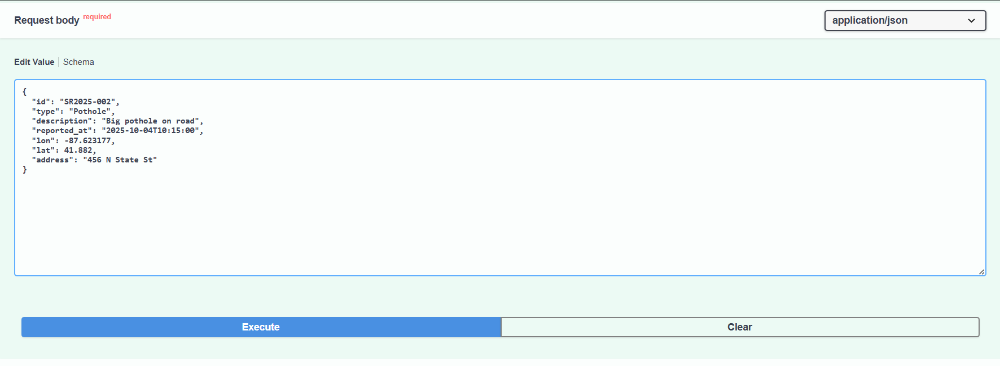 Request body required
application/json
Edit Value Schema
{
  "id": "SR2025-002",
  "type": "Pothole",
  "description": "Big pothole on road",
  "reported_at": "2025-10-04T10:15:00",
  "lon": -87.623177,
  "lat": 41.882,
  "address": "456 N State St"
}
Execute
Clear